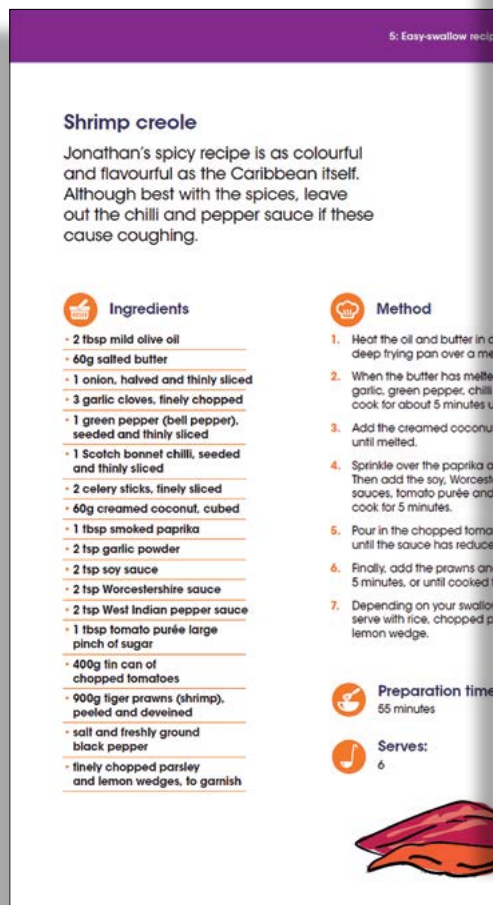 5: Easy-swallow
Shrimp creole
Jonathan's spicy recipe is as colourful
and flavourful as the Caribbean itself.
Although best with the spices, leave
out the chilli and pepper sauce if these
cause coughing.
Ingredients
• 2 tbsp mild olive oil
• 60g salted butter
• 1 onion, halved and thinly sliced
• 3 garlic cloves, finely chopped
• 1 green pepper (bell pepper),
seeded and thinly sliced
• 1 Scotch bonnet chilli, seeded
and thinly sliced
• 2 celery sticks, finely sliced
• 60g creamed coconut, cubed
• 1 tbsp smoked paprika
• 2 tsp garlic powder
• 2 tsp soy sauce
• 2 tsp Worcestershire sauce
• 2 tsp West Indian pepper sauce
• 1 tbsp tomato purée large
pinch of sugar
• 400g tin can of
chopped tomatoes
• 900g tiger prawns (shrimp),
peeled and deveined
• salt and freshly ground
black pepper
• finely chopped parsley
and lemon wedges, to garnish
Method
1. Heat the oil and butter in
deep frying pan over a
2. When the butter has
garlic, green pepper, chilli
cook for about 5 minutes
3. Add the creamed
until melted.
4. Sprinkle over the paprika
Then add the soy,
sauces, tomato purée and
cook for 5 minutes.
5. Pour in the chopped
until the sauce has
6. Finally, add the prawns
5 minutes, or until cooked
7. Depending on your
serve with rice, chopped
lemon wedge.
Preparation time
55 minutes
Serves:
6